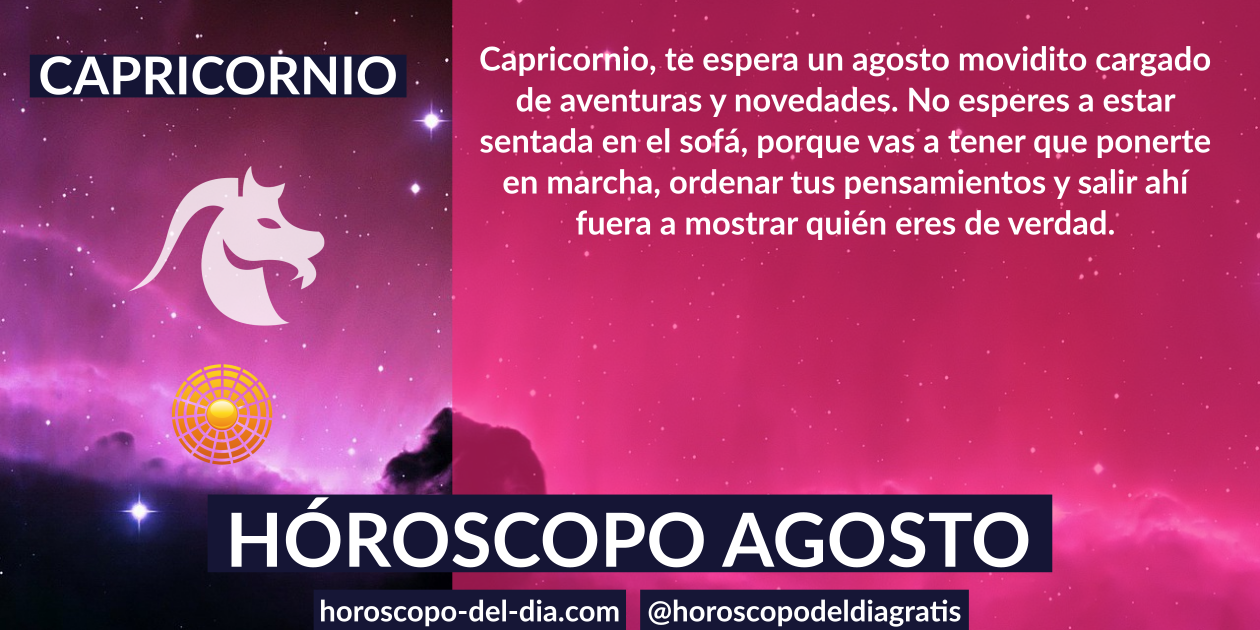 CAPRICORNIO
Capricornio, te espera un agosto movidito cargado
de aventuras y novedades. No esperes a estar
sentada en el sofá, porque vas a tener que ponerte
en marcha, ordenar tus pensamientos y salir ahí
fuera a mostrar quién eres de verdad.
HÓROSCOPO AGOSTO
horoscopo-del-dia.com
@horoscopodeldiagratis